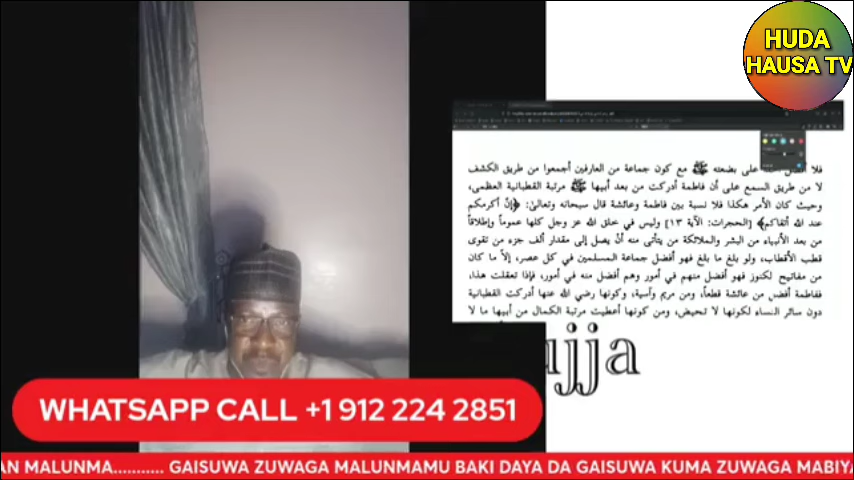 HUDA
HAUSA TV
على بضعته ﷺ مع كون جماعة من العارفين أجمعوا من طريق الكشف
لا من طريق السمع على أن فاطمة أدركت من بعد أبيها ﷺ مرتبة القطبانية العظمى،
وحيث كان الأمر هكذا فلا نسبة بين فاطمة وعائشة قال سبحانه وتعالى: ﴿إنّ أكرمكم
عند الله أتقاكم﴾ [الحجرات: الآية ١٣] وليس في خلق الله عز وجل كلها عموماً وإطلاقاً
من بعد الأنبياء من البشر والملائكة من يتأتى منه أنْ يصل إلى مقدار ألف جزء من تقوى
قطب الأقطاب، ولو بلغ ما بلغ فهو أفضل جماعة المسلمين في كل عصر، إلاّ ما كان
من مفاتيح لكنوز فهو أفضل منهم في أمور وهم أفضل منه في أمور، فإذا تعقلت هذا،
ففاطمة أفضس من عائشة قطعاً، ومن مريم وآسية، وكونها رضي الله عنها أدركت القطبانية
دون سائر النساء لكونها لا تحيض، ومن كونها أعطيت مرتبة الكمال من أبيها ما لا
ujja
WHATSAPP CALL +1 912 224 2851
AN MALUNMA........... GAISUWA ZUWAGA MALUNMAMU BAKI DAYA DA GAISUWA KUMA ZUWAGA MABIYA